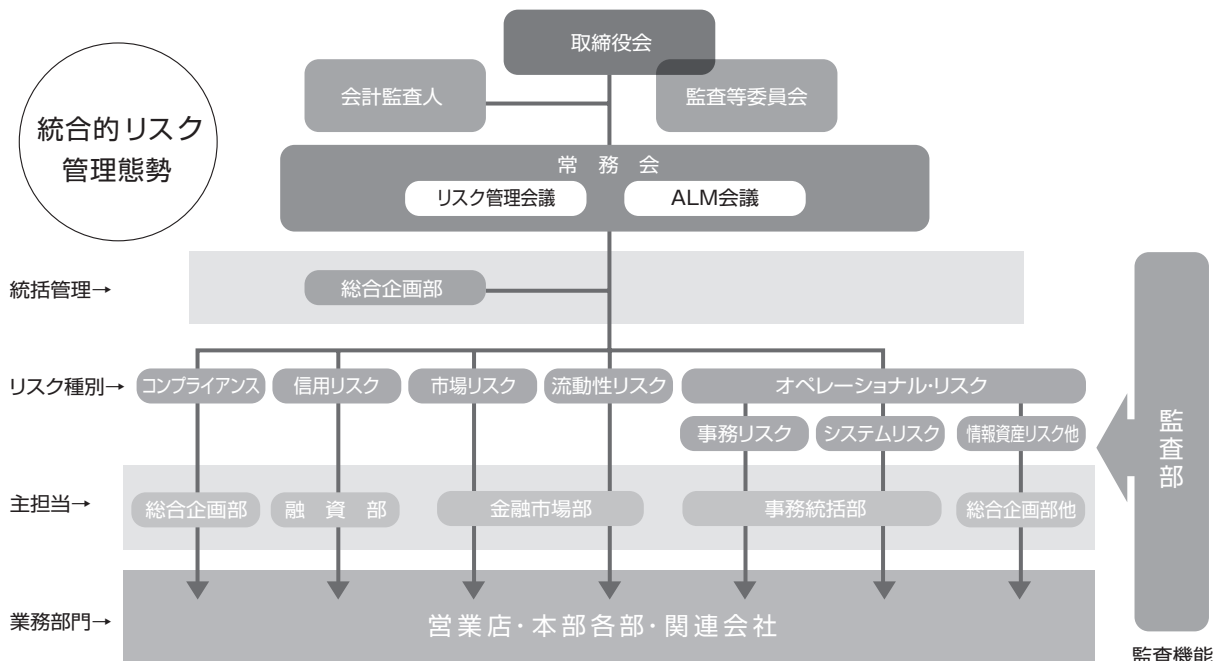 統合的リスク
管理態勢
取締役会
会計監査人
監査等委員会
常務会
リスク管理会議
ALM会議
統括管理→
総合企画部
リスク種別→
コンプライアンス
信用リスク
市場リスク
流動性リスク
オペレーショナル・リスク
事務リスク
システムリスク
情報資産リスク他
主担当→
総合企画部
融資部
金融市場部
事務統括部
総合企画部他
業務部門→
営業店・本部各部・関連会社
監査部
監査機能